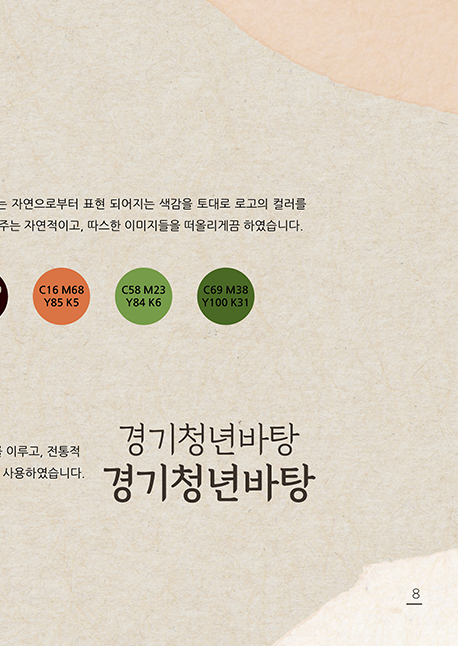 는 자연으로부터 표현 되어지는 색감을 토대로 로고의 컬러를
주는 자연적이고, 따스한 이미지들을 떠올리게끔 하였습니다.
C16 M68
Y85 K5
C58 M23
Y84 K6
C69 M38
Y100 K31
를 이루고, 전통적
사용하였습니다.
경기청년바탕
경기청년바탕
8